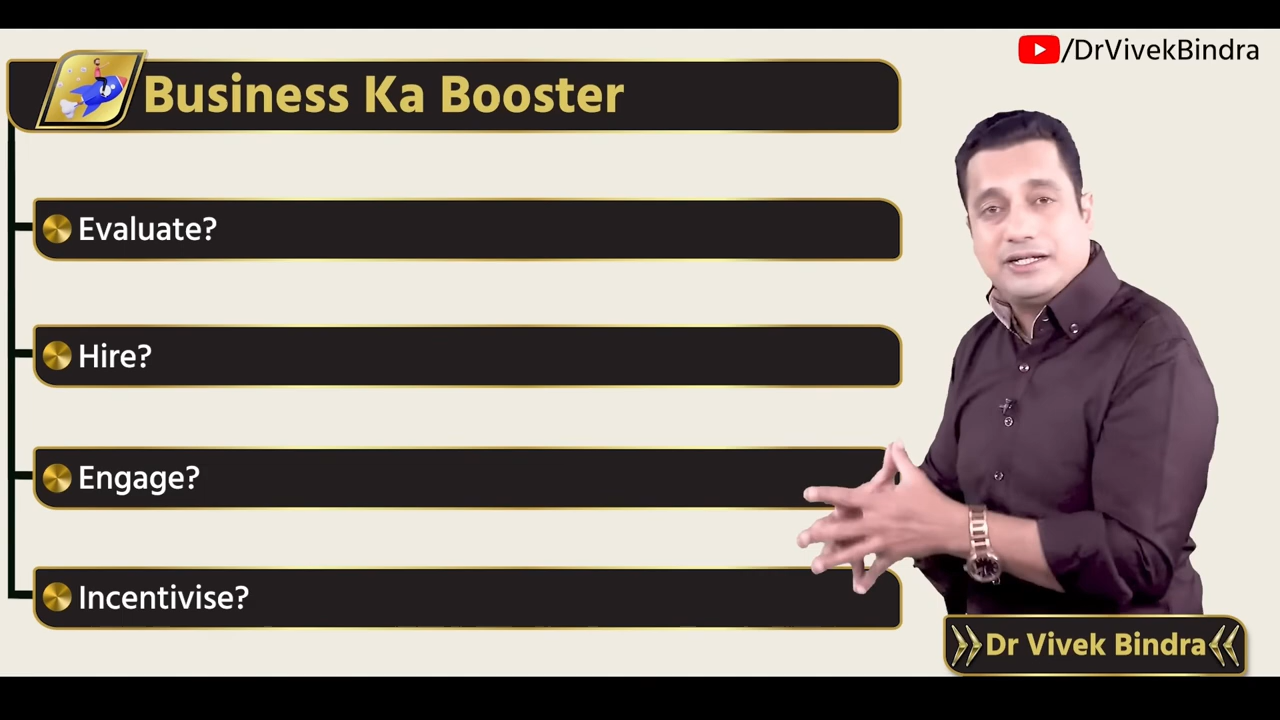 /DrVivekBindra
Business Ka Booster
Evaluate?
Hire?
Engage?
Incentivise?
Dr Vivek Bindra